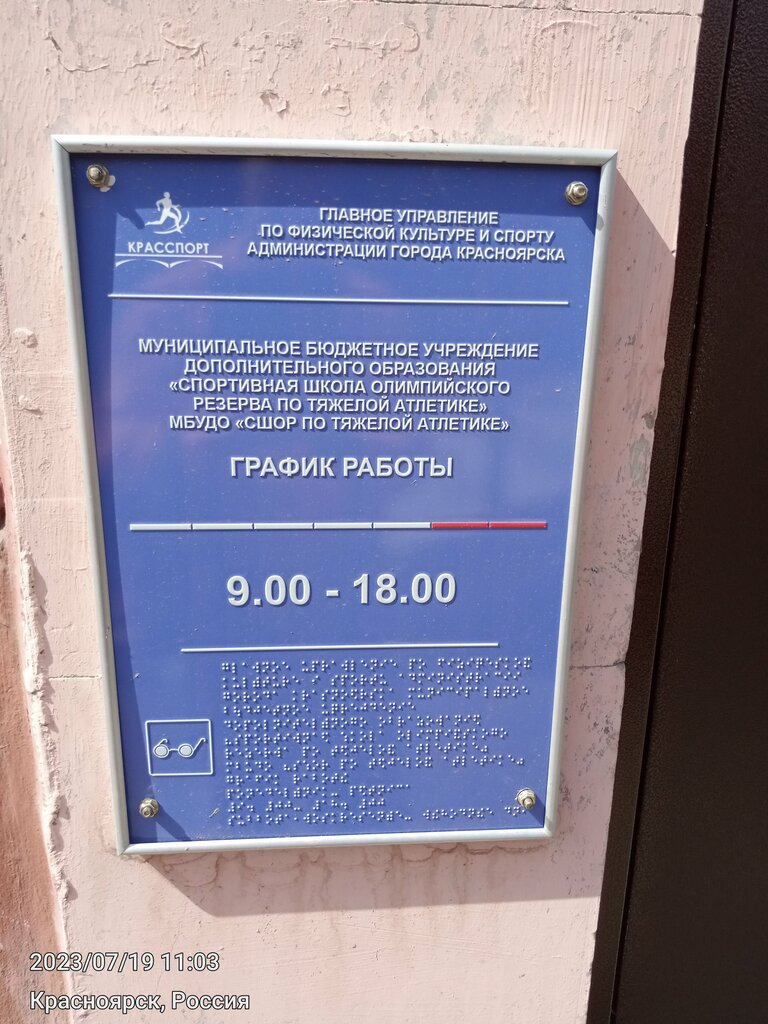 КРАССПОРТ
ГЛАВНОЕ УПРАВЛЕНИЕ
ПО ФИЗИЧЕСКОЙ КУЛЬТУРЕ И СПОРТУ
АДМИНИСТРАЦИИ ГОРОДА КРАСНОЯРСКА
МУНИЦИПАЛЬНОЕ БЮДЖЕТНОЕ УЧРЕЖДЕНИЕ
ДОПОЛНИТЕЛЬНОГО ОБРАЗОВАНИЯ
«СПОРТИВНАЯ ШКОЛА ОЛИМПИЙСКОГО
РЕЗЕРВА ПО ТЯЖЕЛОЙ АТЛЕТИКЕ»
МБУДО «СШОР ПО ТЯЖЕЛОЙ АТЛЕТИКЕ»
ГРАФИК РАБОТЫ
9.00 - 18.00
2023/07/19 11:03
Красноярск, Россия